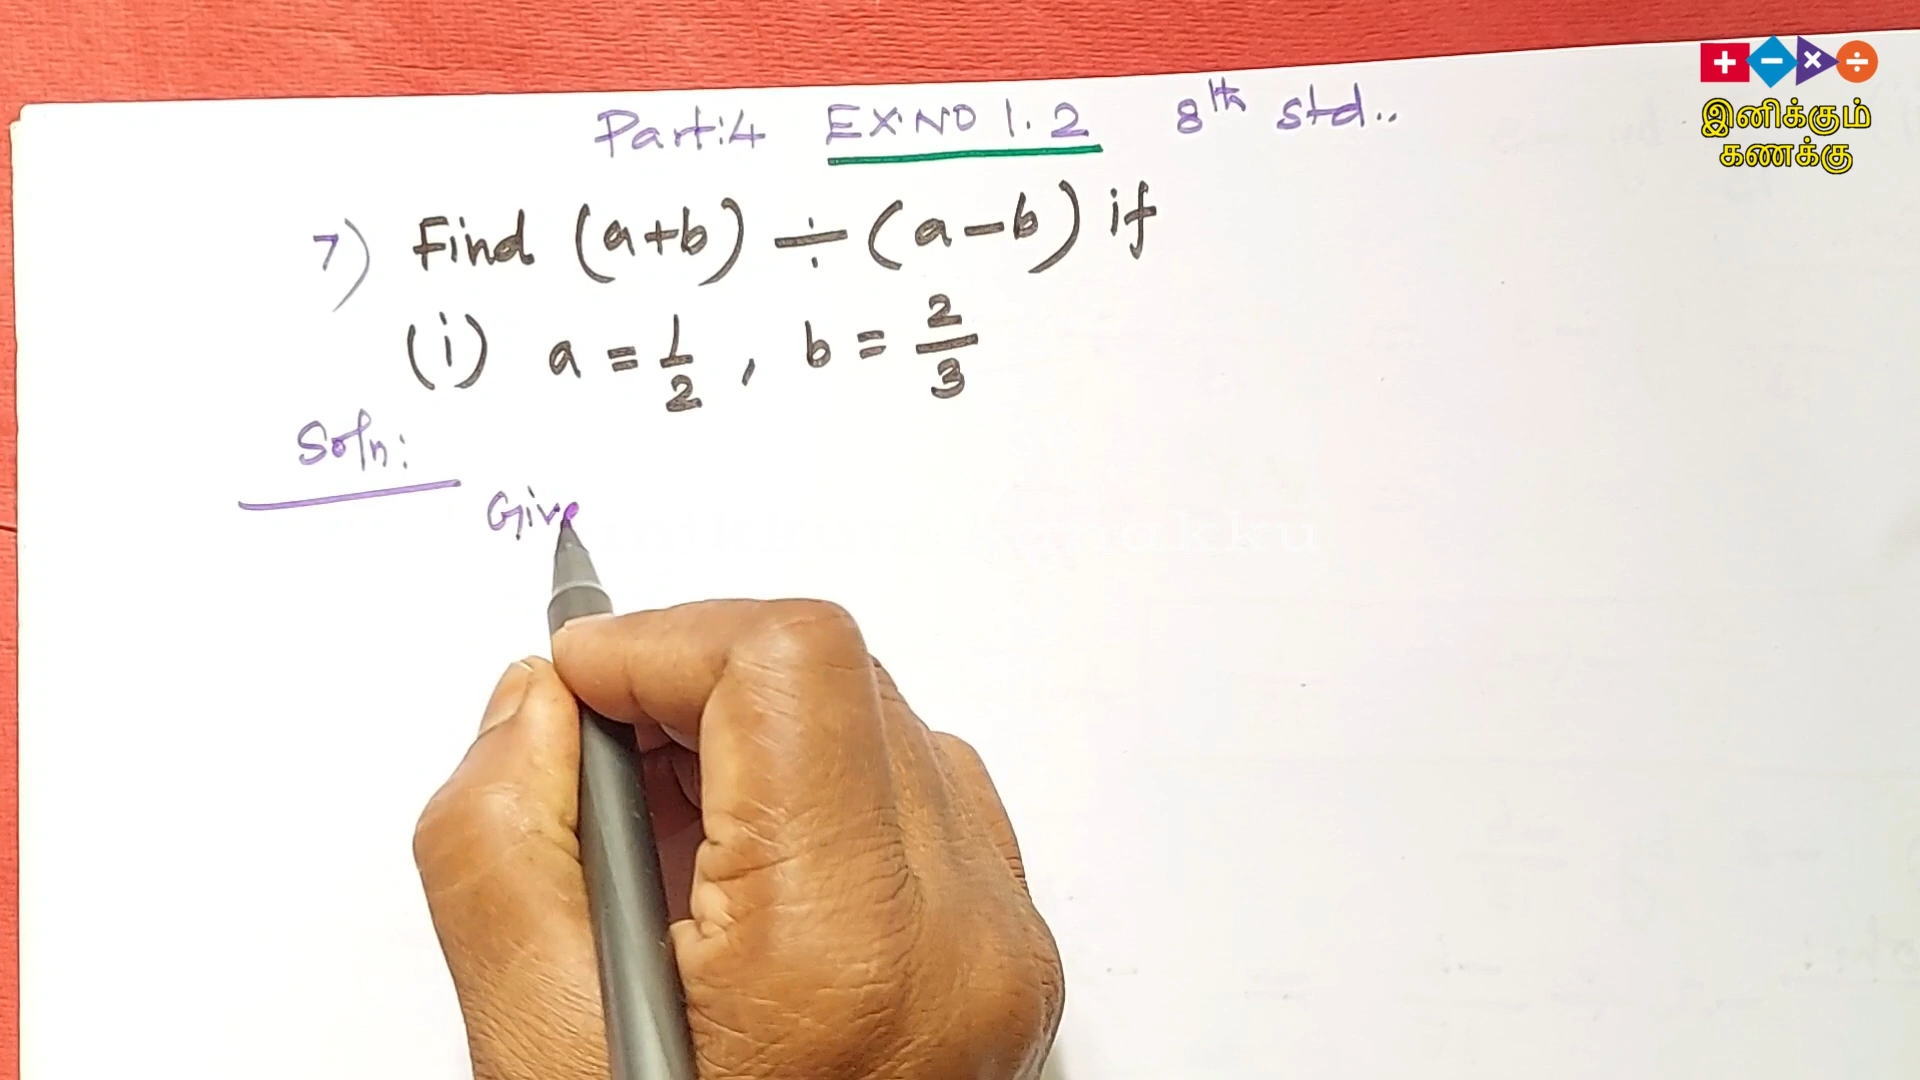 Part:4 EX.NO 1.2 8th std..
7) Find (a+b) ÷ (a-b) if
(i) a = 1/2 , b = 2/3
Soln:
Give
இனிக்கும்
கணக்கு